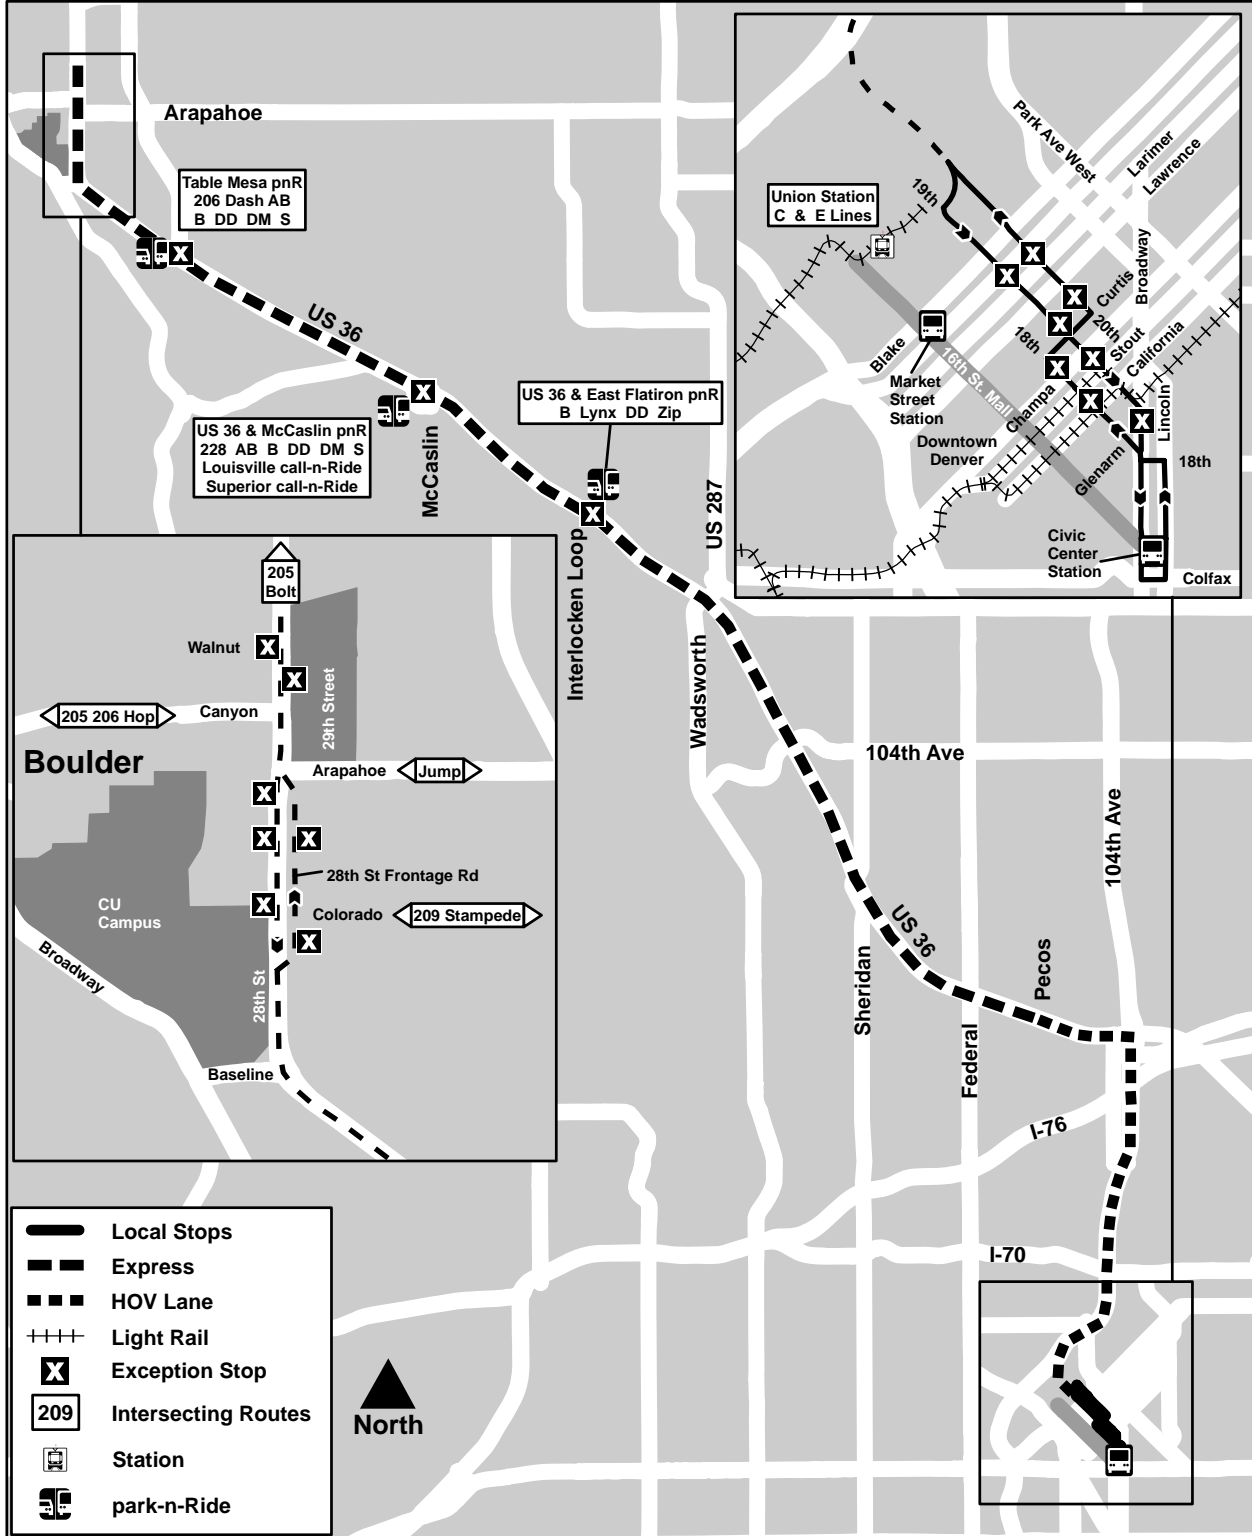 Arapahoe
Table Mesa pnR
206 Dash AB
B DD DM S
US 36
US 36 & McCaslin pnR
228 AB B DD DM S
Louisville call-n-Ride
Superior call-n-Ride
McCaslin
US 36 & East Flatiron pnR
B Lynx DD Zip
Interlocken Loop
US 287
Wadsworth
Park Ave West
Larimer
Lawrence
Union Station
C & E Lines
19th
Broadway
Curtis
20th
Stout
California
18th
Blake
16th St. Mall
Market
Street
Station
Champa
Lincoln
Downtown
Denver
Glenarm
18th
Civic
Center
Station
Colfax
205
Bolt
Walnut
29th Street
205 206 Hop
Canyon
Boulder
Arapahoe
Jump
28th St Frontage Rd
CU
Campus
Colorado
209 Stampede
Broadway
28th St
Baseline
104th Ave
104th Ave
US 36
Sheridan
Pecos
Federal
I-76
I-70
Local Stops
Express
HOV Lane
Light Rail
X
Exception Stop
209
Intersecting Routes
Station
park-n-Ride
North